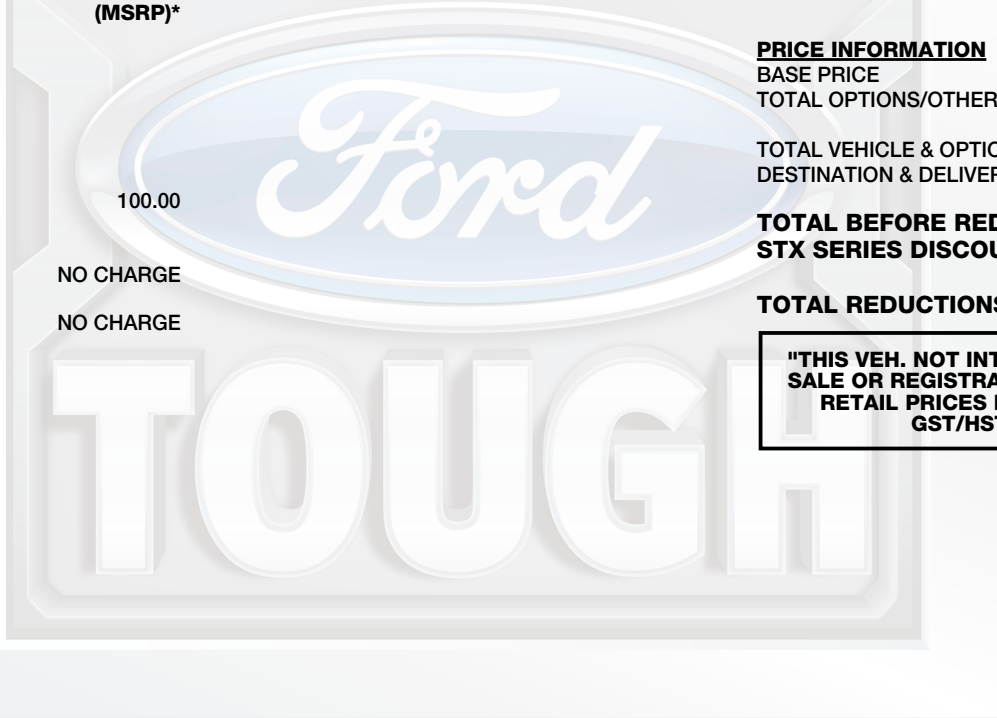 (MSRP)*
100.00
NO CHARGE
NO CHARGE
Ford
TOUGH
PRICE INFORMATION
BASE PRICE
TOTAL OPTIONS/OTHER
TOTAL VEHICLE & OPTIO
DESTINATION & DELIVER
TOTAL BEFORE RED
STX SERIES DISCOU
TOTAL REDUCTIONS
"THIS VEH. NOT INT
SALE OR REGISTRA
RETAIL PRICES
GST/HST